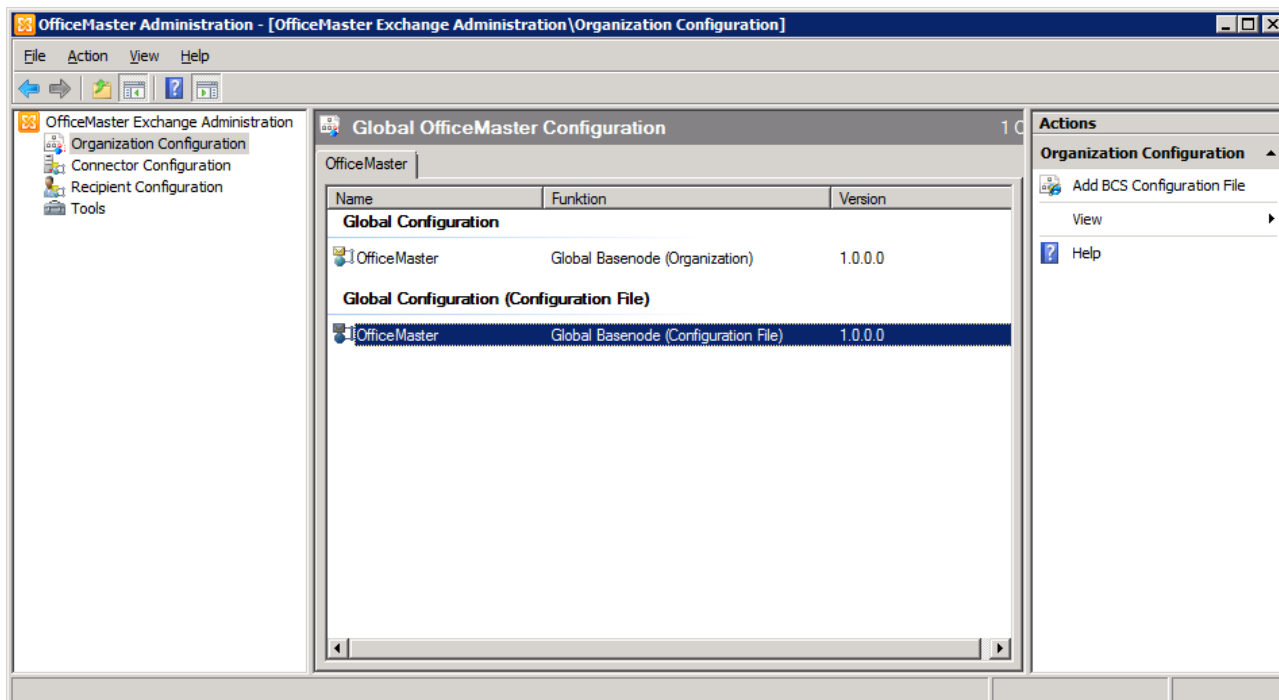 OfficeMaster Administration - [OfficeMaster Exchange Administration\Organization Configuration]
File Action View Help
OfficeMaster Exchange Administration
Organization Configuration
Connector Configuration
Recipient Configuration
Tools
Global OfficeMaster Configuration
OfficeMaster
Name Funktion Version
Global Configuration
OfficeMaster Global Basenode (Organization) 1.0.0.0
Global Configuration (Configuration File)
OfficeMaster Global Basenode (Configuration File) 1.0.0.0
Actions
Organization Configuration
Add BCS Configuration File
View
Help